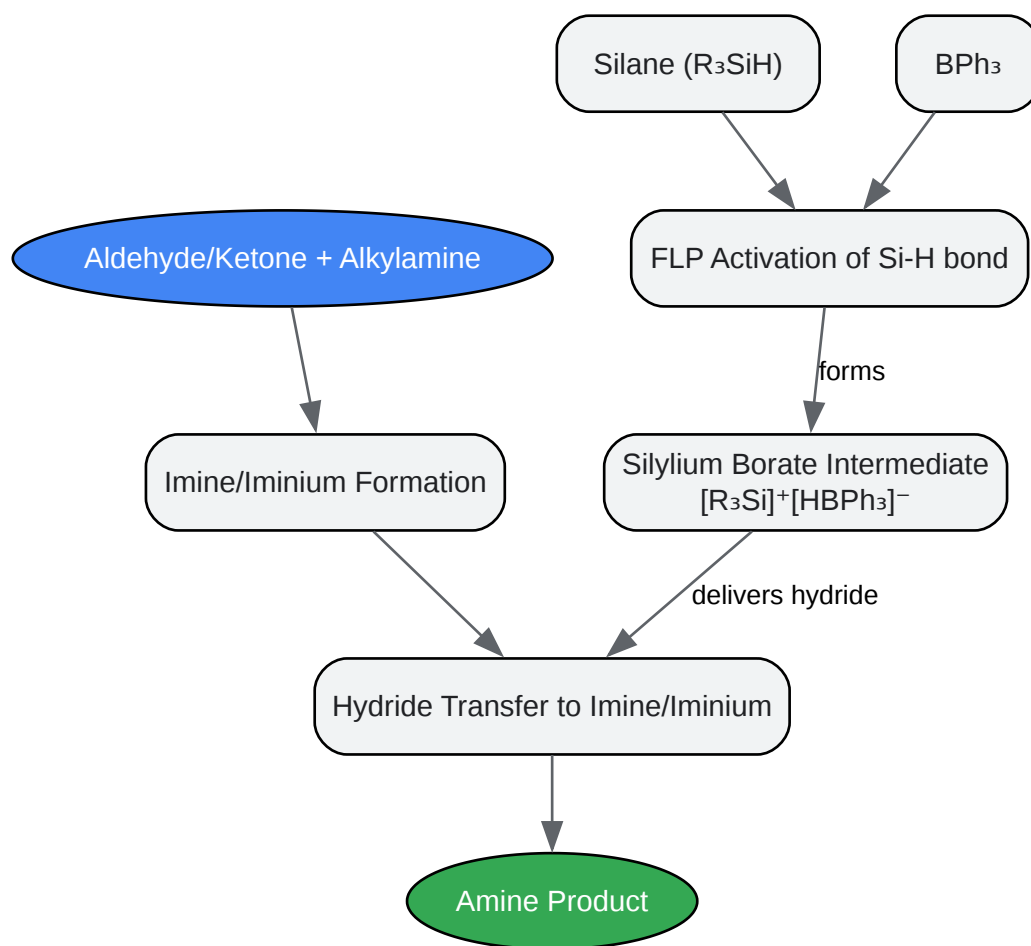 Silane (R₃SiH)
BPh₃
Aldehyde/Ketone + Alkylamine
FLP Activation of Si-H bond
forms
Imine/Iminium Formation
Silylium Borate Intermediate
[R₃Si]⁺[HBPh₃]⁻
delivers hydride
Hydride Transfer to Imine/Iminium
Amine Product